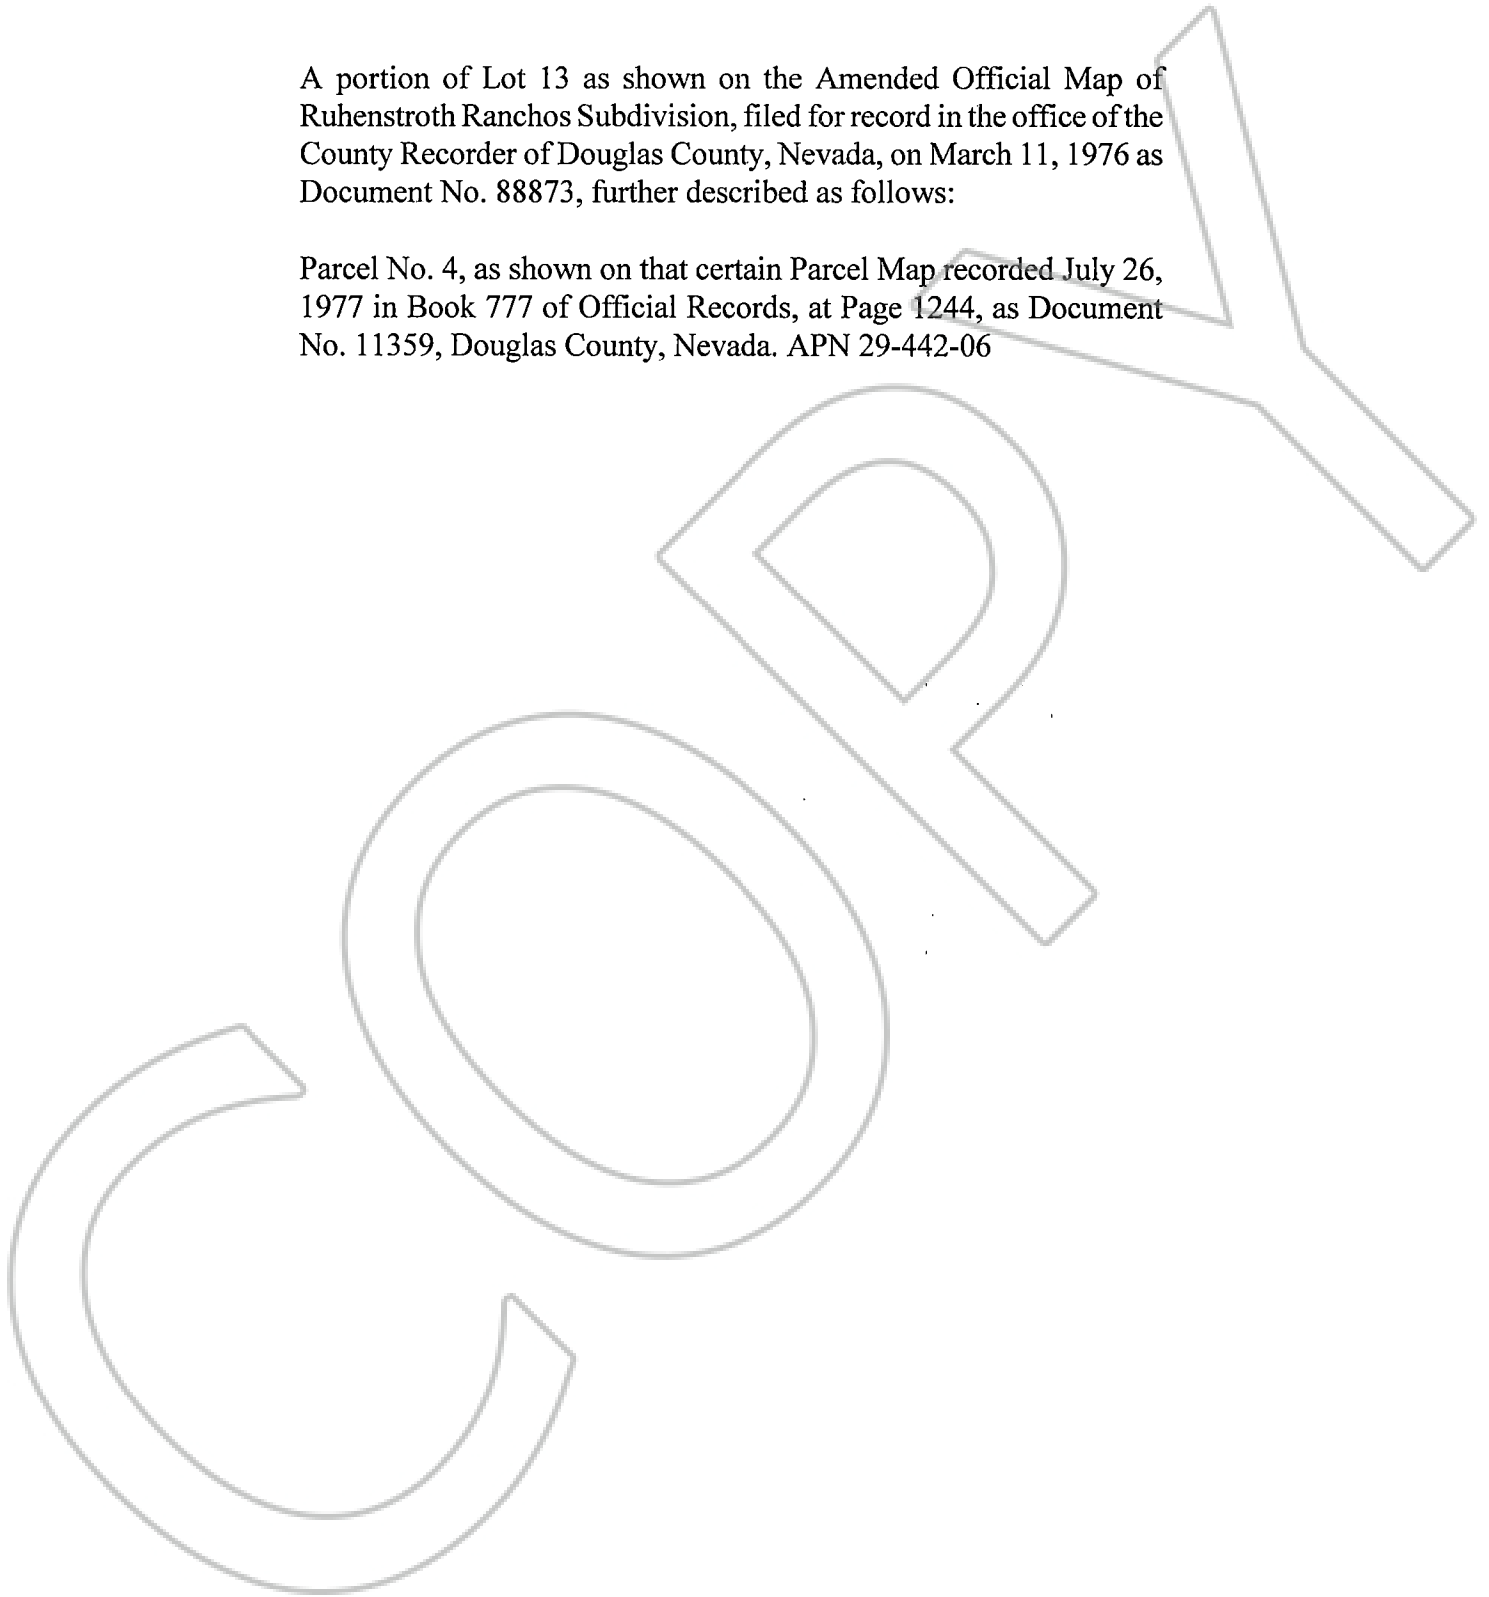 A portion of Lot 13 as shown on the Amended Official Map of
Ruhenstroth Ranchos Subdivision, filed for record in the office of the
County Recorder of Douglas County, Nevada, on March 11, 1976 as
Document No. 88873, further described as follows:
Parcel No. 4, as shown on that certain Parcel Map recorded July 26,
1977 in Book 777 of Official Records, at Page 1244, as Document
No. 11359, Douglas County, Nevada. APN 29-442-06
COPY